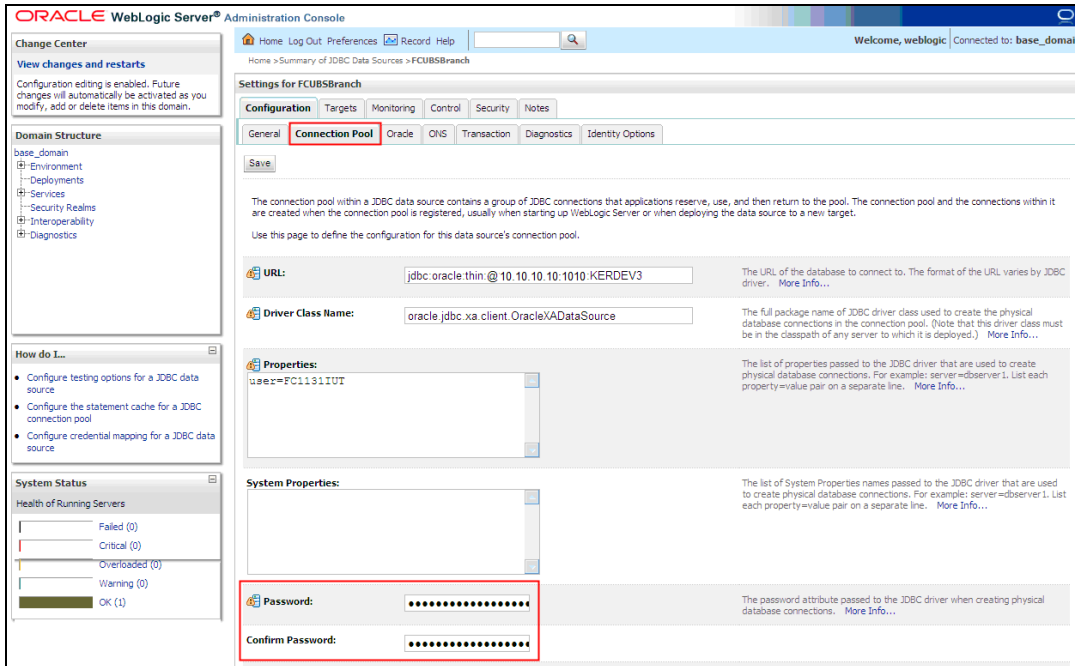 ORACLE WebLogic Server® Administration Console
Change Center
View changes and restarts
Configuration editing is enabled. Future
changes will automatically be activated as you
modify, add or delete items in this domain.
Domain Structure
base_domain
Environment
Deployments
Services
Security Realms
Interoperability
Diagnostics
How do I...
Configure testing options for a JDBC data
source
Configure the statement cache for a JDBC
connection pool
Configure credential mapping for a JDBC data
source
System Status
Health of Running Servers
Failed (0)
Critical (0)
Overloaded (0)
Warning (0)
OK (1)
Home Log Out Preferences Record Help
Welcome, weblogic Connected to: base_domai
Home >Summary of JDBC Data Sources >FCUBSBranch
Settings for FCUBSBranch
Configuration Targets Monitoring Control Security Notes
General Connection Pool Oracle ONS Transaction Diagnostics Identity Options
Save
The connection pool within a JDBC data source contains a group of JDBC connections that applications reserve, use, and then return to the pool. The connection pool and the connections within it
are created when the connection pool is registered, usually when starting up WebLogic Server or when deploying the data source to a new target.
Use this page to define the configuration for this data source's connection pool.
URL: jdbc:oracle:thin:@10.10.10.10:1010:KERDEV3
The URL of the database to connect to. The format of the URL varies by JDBC
driver. More Info...
Driver Class Name: oracle.jdbc.xa.client.OracleXADataSource
The full package name of JDBC driver class used to create the physical
database connections in the connection pool. (Note that this driver class must
be in the classpath of any server to which it is deployed.) More Info...
Properties:
user=FC1131IUT
The list of properties passed to the JDBC driver that are used to create
physical database connections. For example: server=dbserver1. List each
property=value pair on a separate line. More Info...
System Properties:
The list of System Properties names passed to the JDBC driver that are used
to create physical database connections. For example: server=dbserver1. List
each property=value pair on a separate line. More Info...
Password:
The password attribute passed to the JDBC driver when creating physical
database connections. More Info...
Confirm Password: